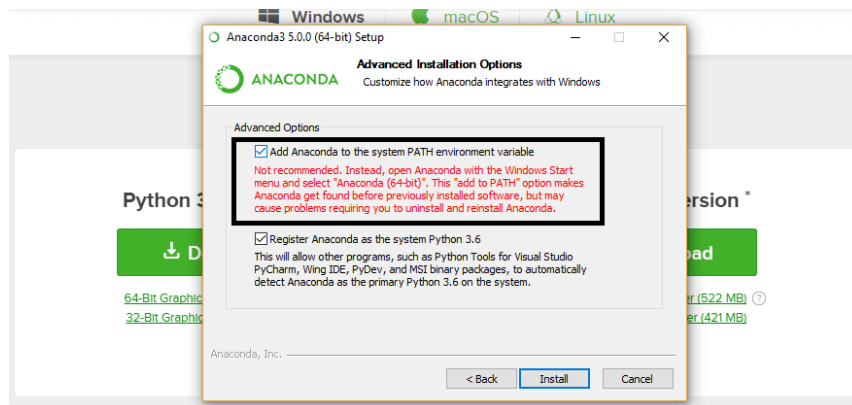 Windows macOS Linux
Anaconda3 5.0.0 (64-bit) Setup
ANACONDA
Advanced Installation Options
Customize how Anaconda integrates with Windows
Advanced Options
Add Anaconda to the system PATH environment variable
Not recommended. Instead, open Anaconda with the Windows Start
menu and select "Anaconda (64-bit)". This "add to PATH" option makes
Anaconda get found before previously installed software, but may
cause problems requiring you to uninstall and reinstall Anaconda.
Register Anaconda as the system Python 3.6
This will allow other programs, such as Python Tools for Visual Studio
PyCharm, Wing IDE, PyDev, and MSI binary packages, to automatically
detect Anaconda as the primary Python 3.6 on the system.
Anaconda, Inc.
< Back Install Cancel
Python 3
ersion *
D
oad
64-Bit Graphic
er (522 MB) ?
32-Bit Graphic
er (421 MB)